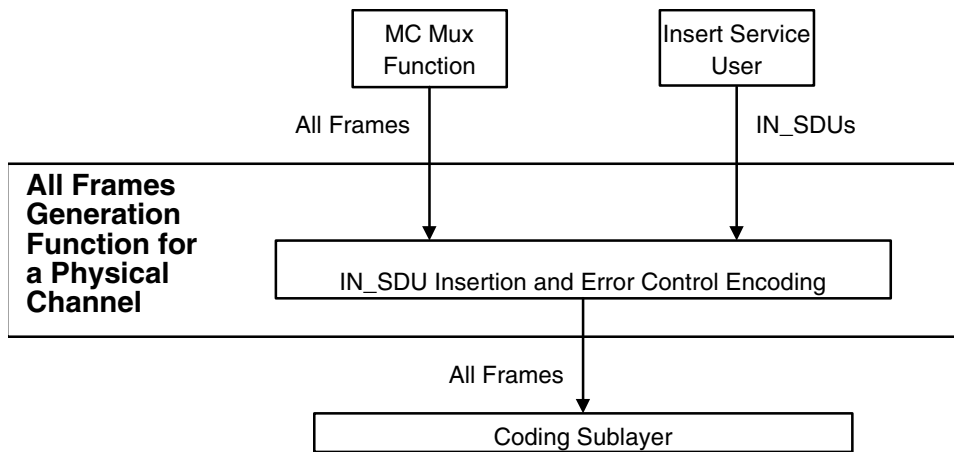 MC Mux
Function
Insert Service
User
All Frames
IN_SDUs
All Frames
Generation
Function for
a Physical
Channel
IN_SDU Insertion and Error Control Encoding
All Frames
Coding Sublayer